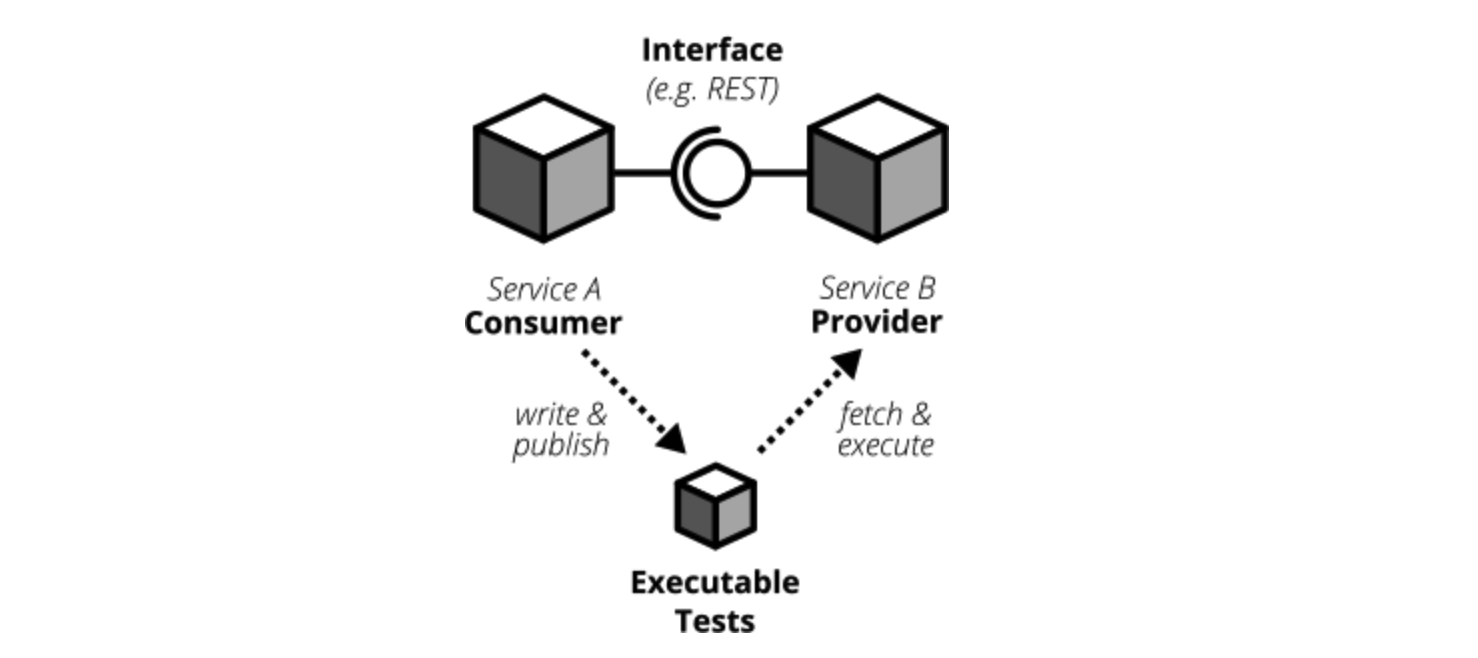 Interface
(e.g. REST)
Service A
Consumer
Service B
Provider
write &
publish
fetch &
execute
Executable
Tests